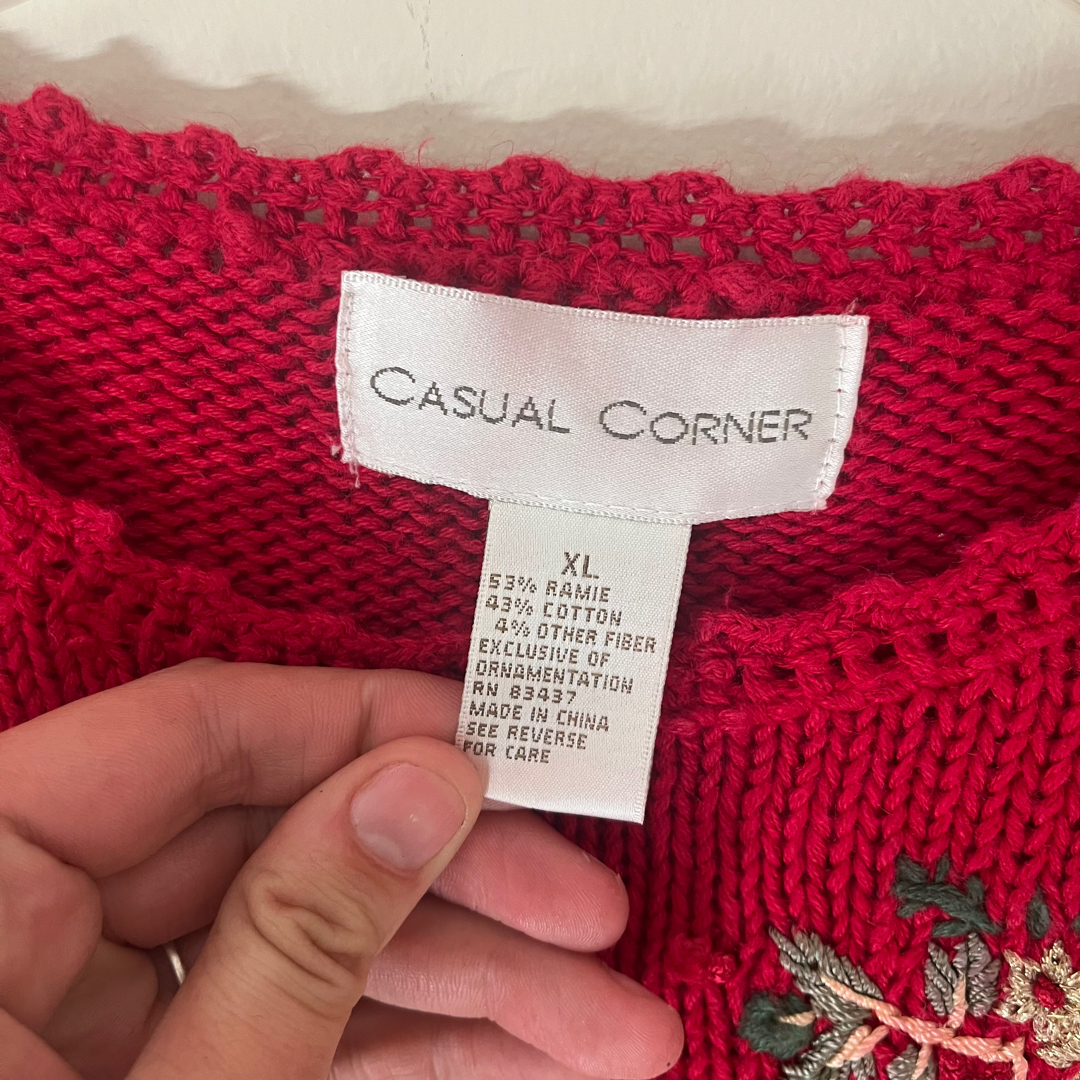 CASUAL CORNER
XL
53% RAMIE
43% COTTON
4% OTHER FIBER
EXCLUSIVE OF
ORNAMENTATION
RN 83437
MADE IN CHINA
SEE REVERSE
FOR CARE